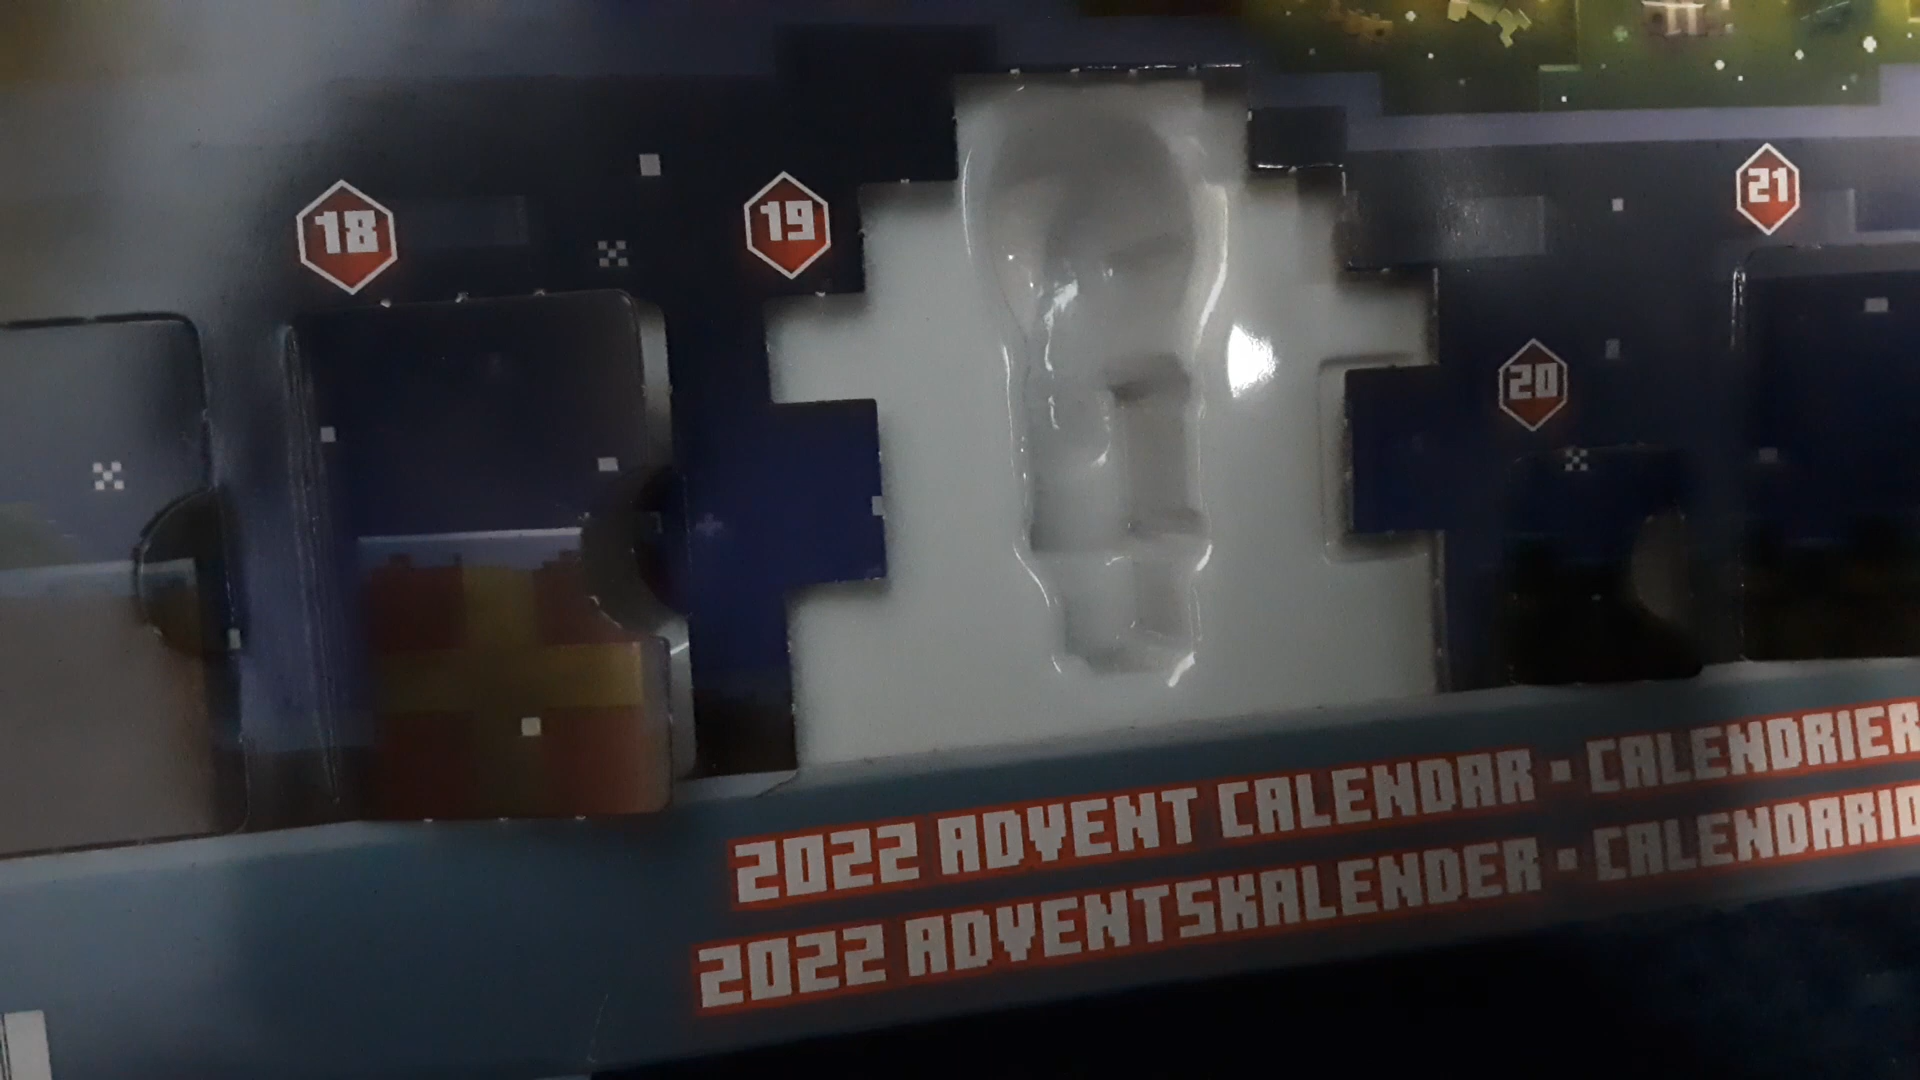 18
19
20
21
2022 ADVENT CALENDAR • CALENDRIER
2022 ADVENTSKALENDER • CALENDARIO